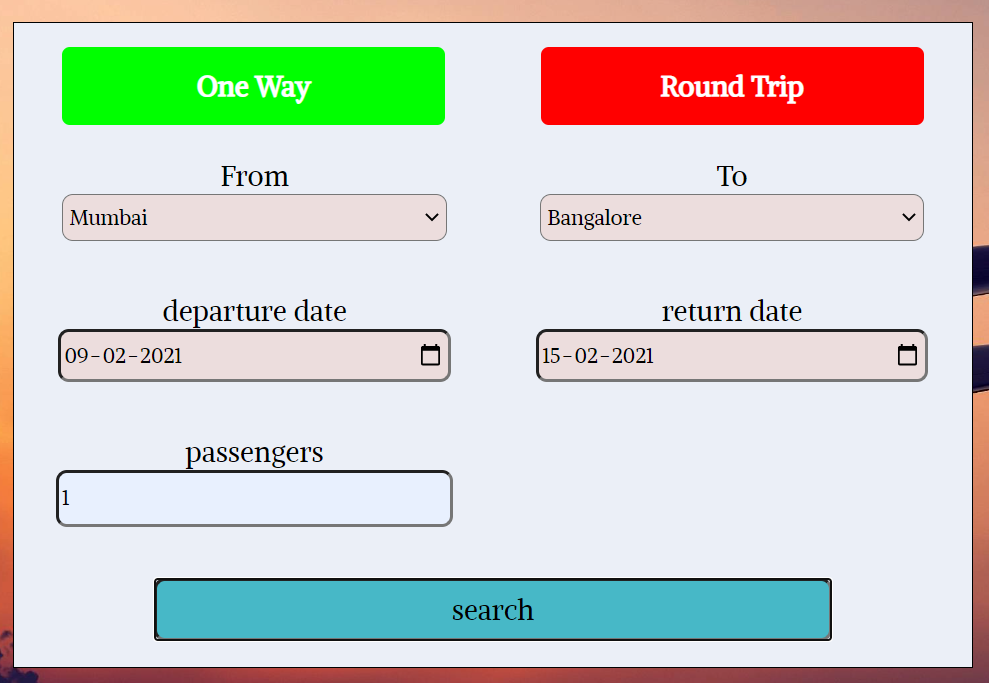 One Way
Round Trip
From
To
Mumbai
Bangalore
departure date
return date
09-02-2021
15-02-2021
passengers
1
search